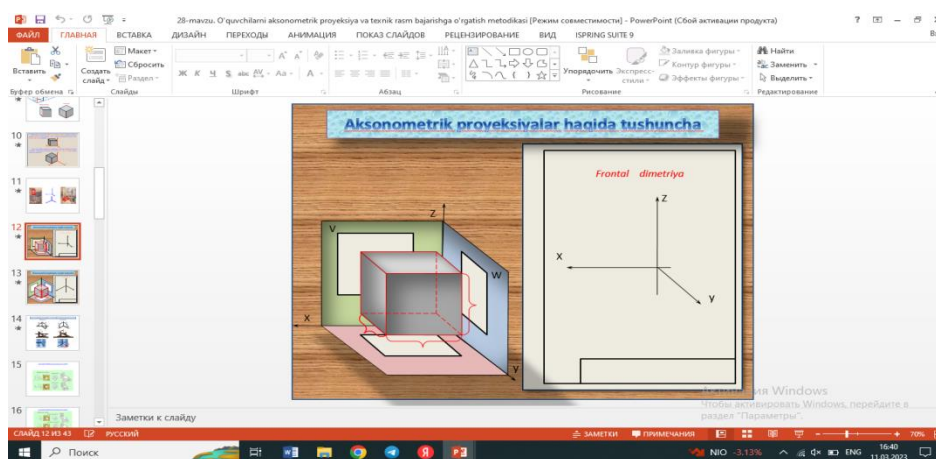 28-mavzu. O'quvchilarni aksonometrik proyeksiya va texnik rasm bajarishga o'rgatish metodikasi [Режим совместимости] - PowerPoint (Сбой активации продукта)
ФАЙЛ ГЛАВНАЯ ВСТАВКА ДИЗАЙН ПЕРЕХОДЫ АНИМАЦИЯ ПОКАЗ СЛАЙДОВ РЕЦЕНЗИРОВАНИЕ ВИД ISPRING SUITE 9
Вставить
Создать слайд
Макет
Сбросить
Раздел
Ж К Ч S abc AV Aa A
Упорядочить
Экспресс-стили
Заливка фигуры
Контур фигуры
Эффекты фигуры
Найти
Заменить
Выделить
Буфер обмена Слайды Шрифт Абзац Рисование Редактирование
10
11
12
13
14
15
16
Aksonometrik proyeksiyalar haqida tushuncha
Z
V
W
X
y
Frontal dimetriya
Z
X
y
Заметки к слайду
Чтобы активировать Windows, перейдите в
раздел "Параметры".
СЛАЙД 12 ИЗ 43 РУССКИЙ ЗАМЕТКИ ПРИМЕЧАНИЯ 70%
Поиск NIO -3.13% ENG 16:40
11.03.2023